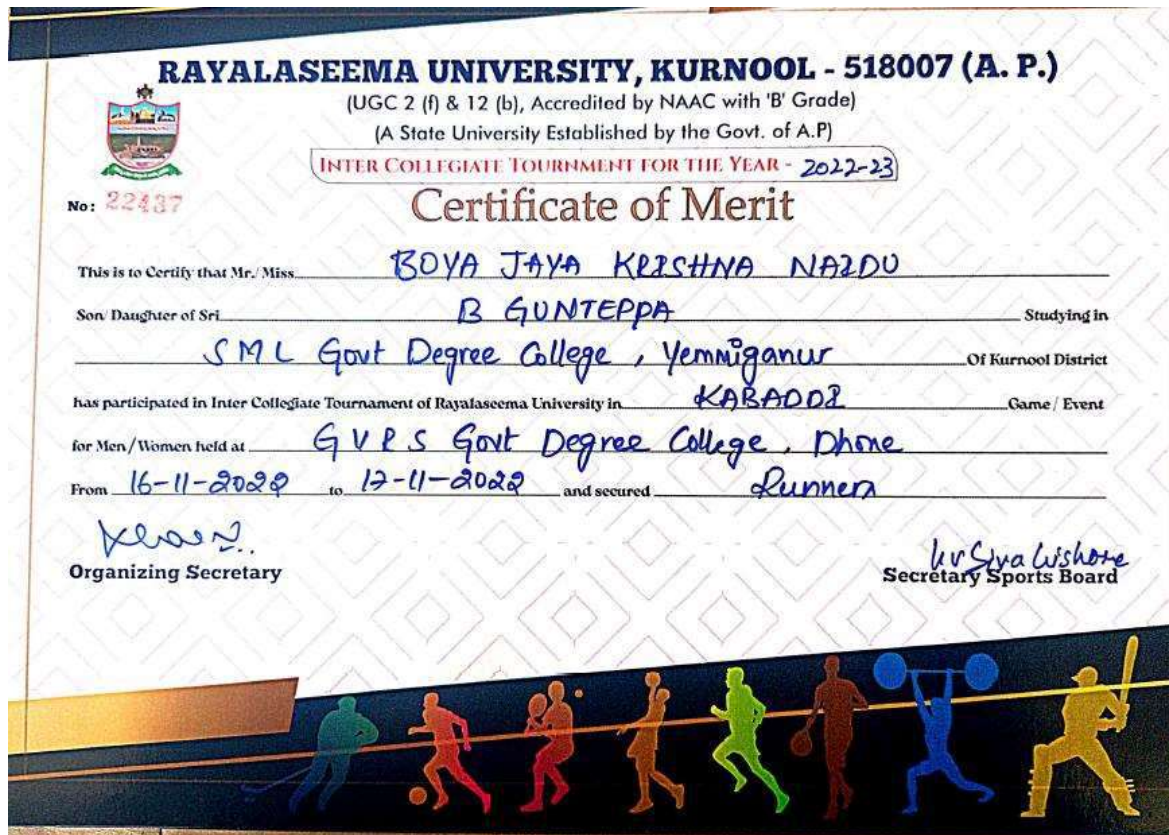 RAYALASEEMA UNIVERSITY, KURNOOL - 518007 (A. P.)
(UGC 2 (f) & 12 (b), Accredited by NAAC with 'B' Grade)
(A State University Established by the Govt. of A.P)
INTER COLLEGIATE TOURNMENT FOR THE YEAR - 2022-23
No: 22437
Certificate of Merit
This is to Certify that Mr./Miss BOYA JAYA KRISHNA NAIDU
Son/Daughter of Sri B GUNTEPPA Studying in
SML Govt Degree College, Yemmiganur Of Kurnool District
has participated in Inter Collegiate Tournament of Rayalaseema University in KABADDI Game/Event
for Men/Women held at GVRS Govt Degree College, Dhone
From 16-11-2022 to 17-11-2022 and secured Runners
Organizing Secretary
Secretary Sports Board